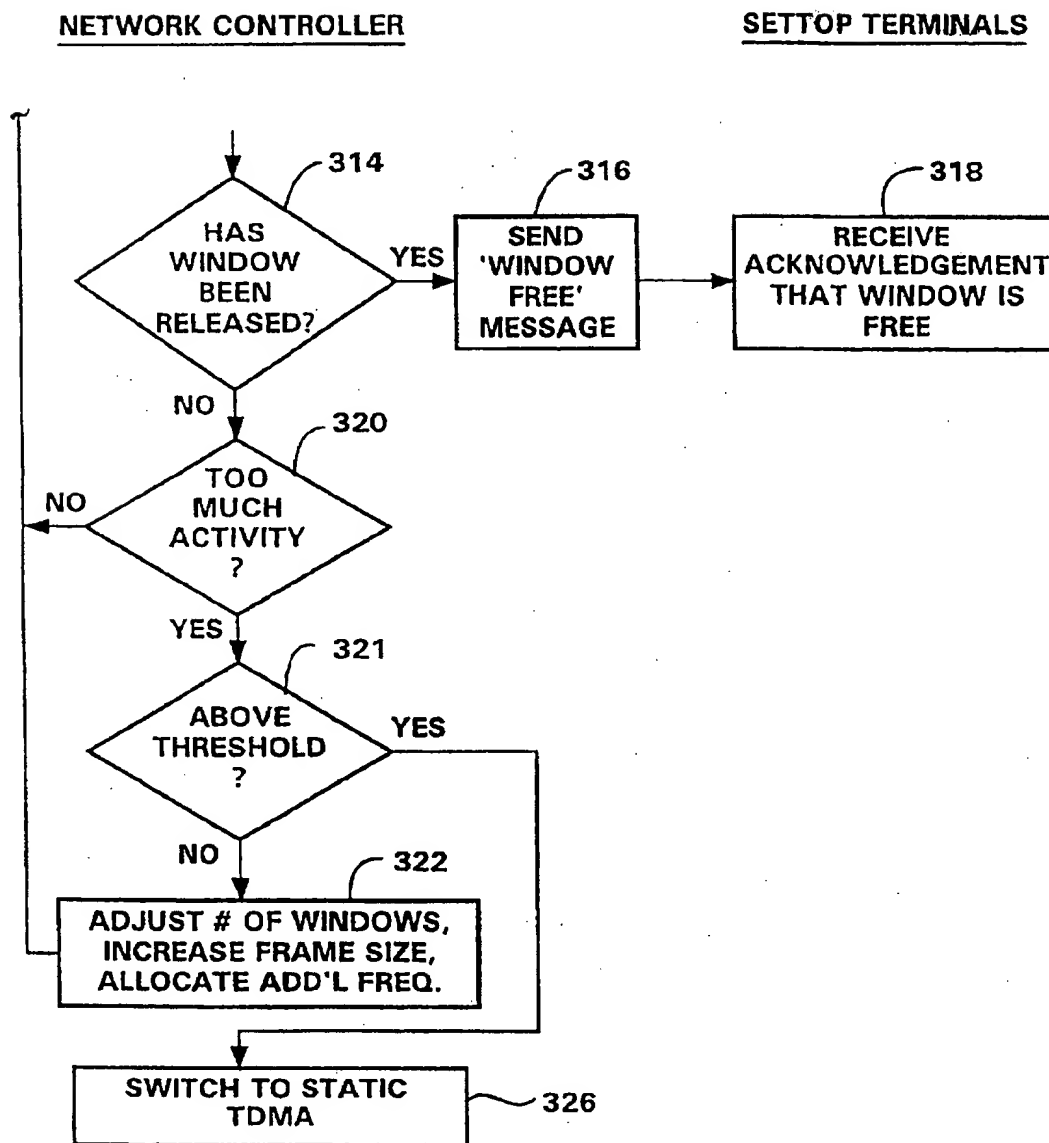 NETWORK CONTROLLER
SETTOP TERMINALS
314
HAS
WINDOW
BEEN
RELEASED?
YES
316
SEND
'WINDOW
FREE'
MESSAGE
318
RECEIVE
ACKNOWLEDGEMENT
THAT WINDOW IS
FREE
NO
320
TOO
MUCH
ACTIVITY
?
NO
YES
321
ABOVE
THRESHOLD
?
YES
NO
322
ADJUST # OF WINDOWS,
INCREASE FRAME SIZE,
ALLOCATE ADD'L FREQ.
SWITCH TO STATIC
TDMA
326